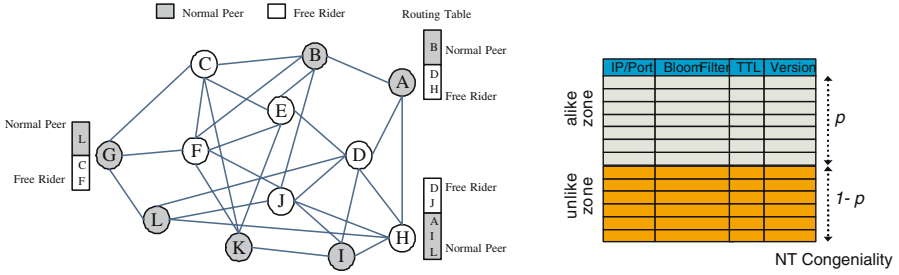 Normal Peer
Free Rider
Routing Table
B
Normal Peer
D
H
Free Rider
C
B
A
E
Normal Peer
L
Free Rider
C
F
G
F
D
Free Rider
D
J
A
I
L
Normal Peer
J
L
H
K
I
IP/Port BloomFilter TTL Version
alike zone
p
unlike zone
1-p
NT Congeniality